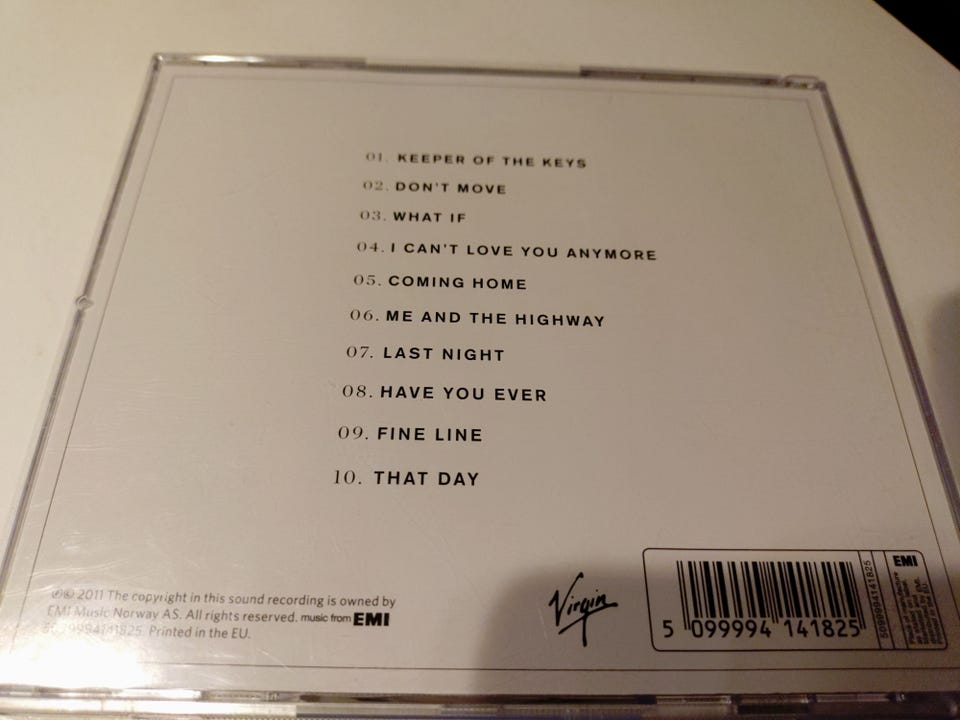 01. KEEPER OF THE KEYS
02. DON'T MOVE
03. WHAT IF
04. I CAN'T LOVE YOU ANYMORE
05. COMING HOME
06. ME AND THE HIGHWAY
07. LAST NIGHT
08. HAVE YOU EVER
09. FINE LINE
10. THAT DAY
℗© 2011 The copyright in this sound recording is owned by
EMI Music Norway AS. All rights reserved. music from EMI
5099994141825. Printed in the EU.
Virgin
5 099994 141825
5099994141825
EMI